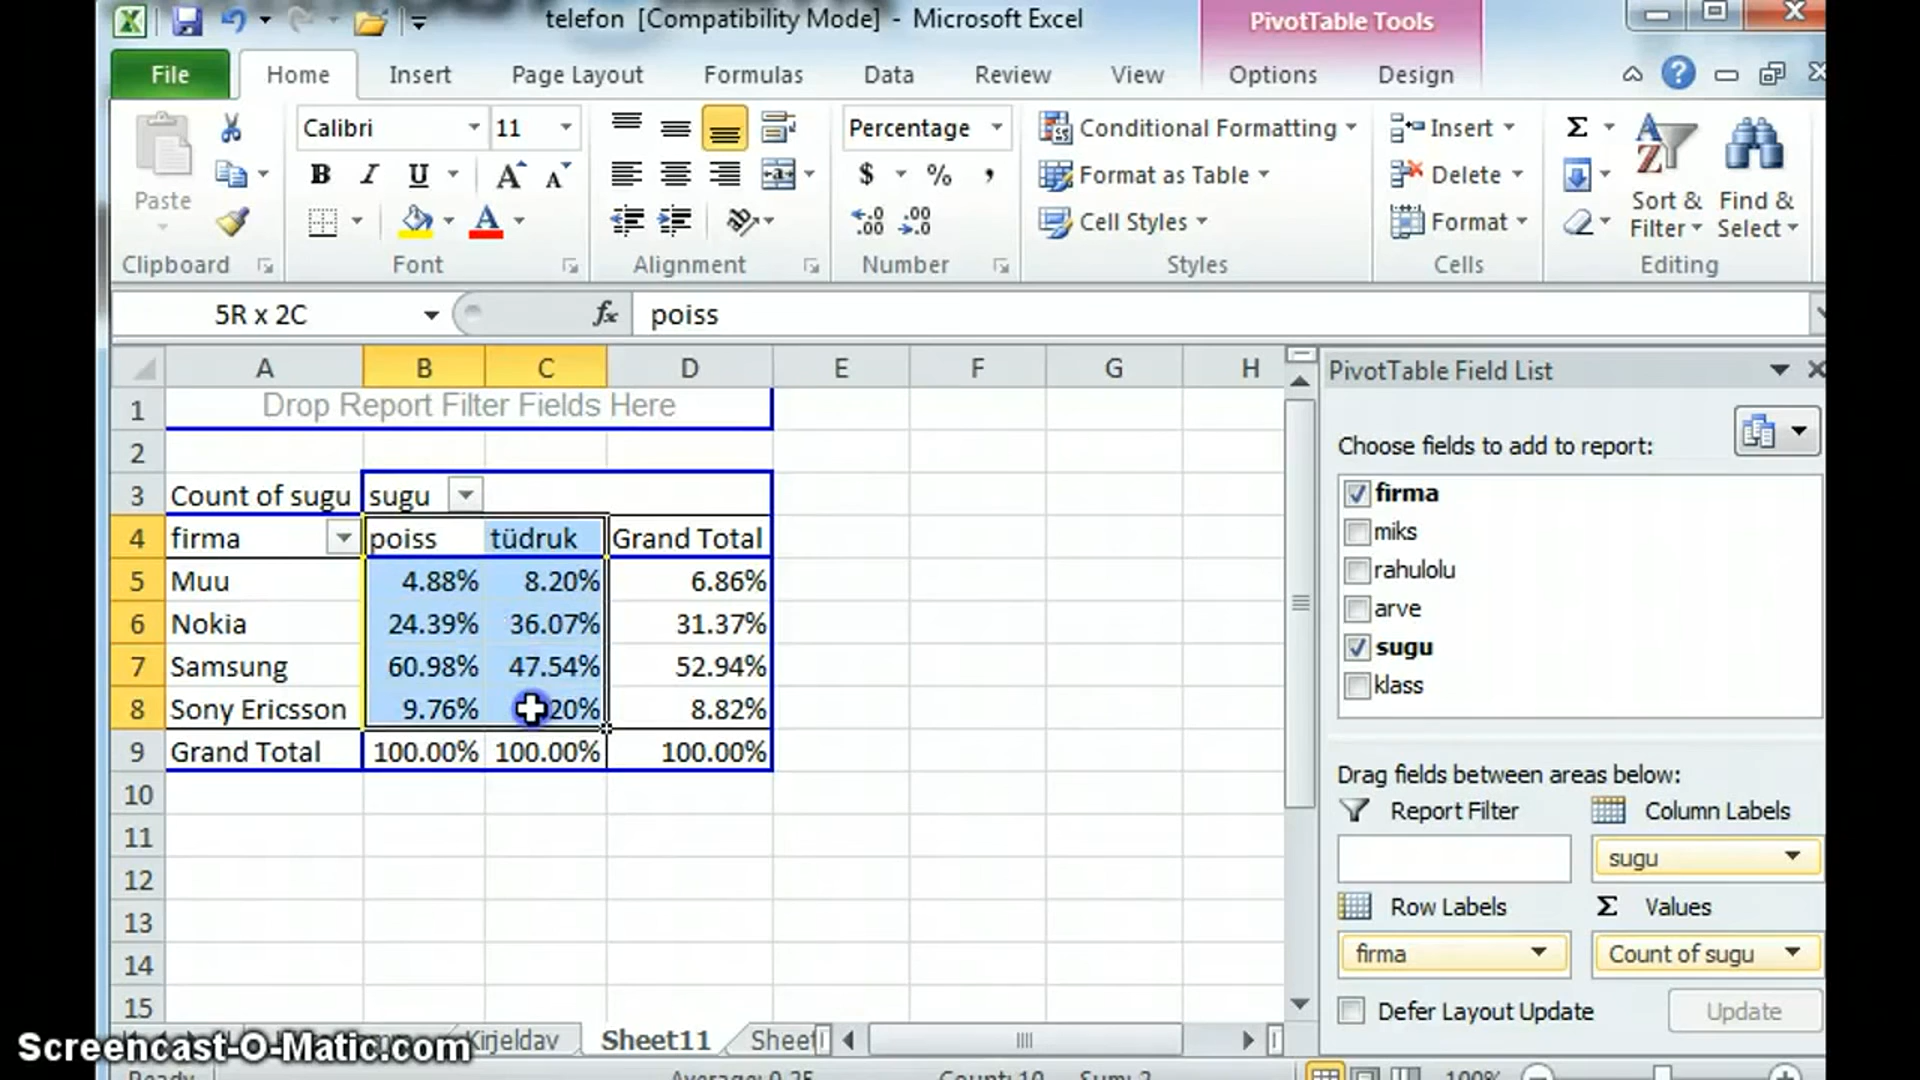 telefon [Compatibility Mode] - Microsoft Excel
PivotTable Tools
File Home Insert Page Layout Formulas Data Review View Options Design
Paste
Calibri 11
B I U A A
A
Percentage
$ % ,
.0 .00
.00 .0
Conditional Formatting
Format as Table
Cell Styles
Insert
Delete
Format
Σ
A
Z
Sort & Filter
Find & Select
Clipboard Font Alignment Number Styles Cells Editing
5R x 2C fx poiss
A B C D E F G H
1 Drop Report Filter Fields Here
2
3 Count of sugu sugu
4 firma poiss tüdruk Grand Total
5 Muu 4.88% 8.20% 6.86%
6 Nokia 24.39% 36.07% 31.37%
7 Samsung 60.98% 47.54% 52.94%
8 Sony Ericsson 9.76% 20% 8.82%
9 Grand Total 100.00% 100.00% 100.00%
10
11
12
13
14
15
PivotTable Field List
Choose fields to add to report:
firma
miks
rahulolu
arve
sugu
klass
Drag fields between areas below:
Report Filter Column Labels
sugu
Row Labels Σ Values
firma Count of sugu
Defer Layout Update Update
Kirjeldav Sheet11 Sheet
Ready Average: 0.25 Count: 10 Sum: 2 100%
Screencast-O-Matic.com